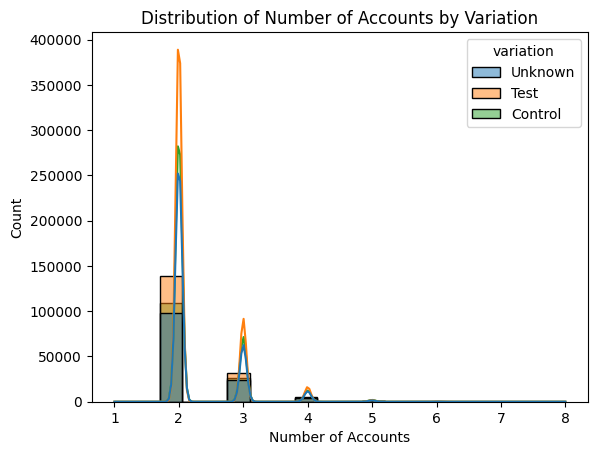 Distribution of Number of Accounts by Variation
400000
350000
300000
250000
200000
150000
100000
50000
0
Count
variation
Unknown
Test
Control
1 2 3 4 5 6 7 8
Number of Accounts